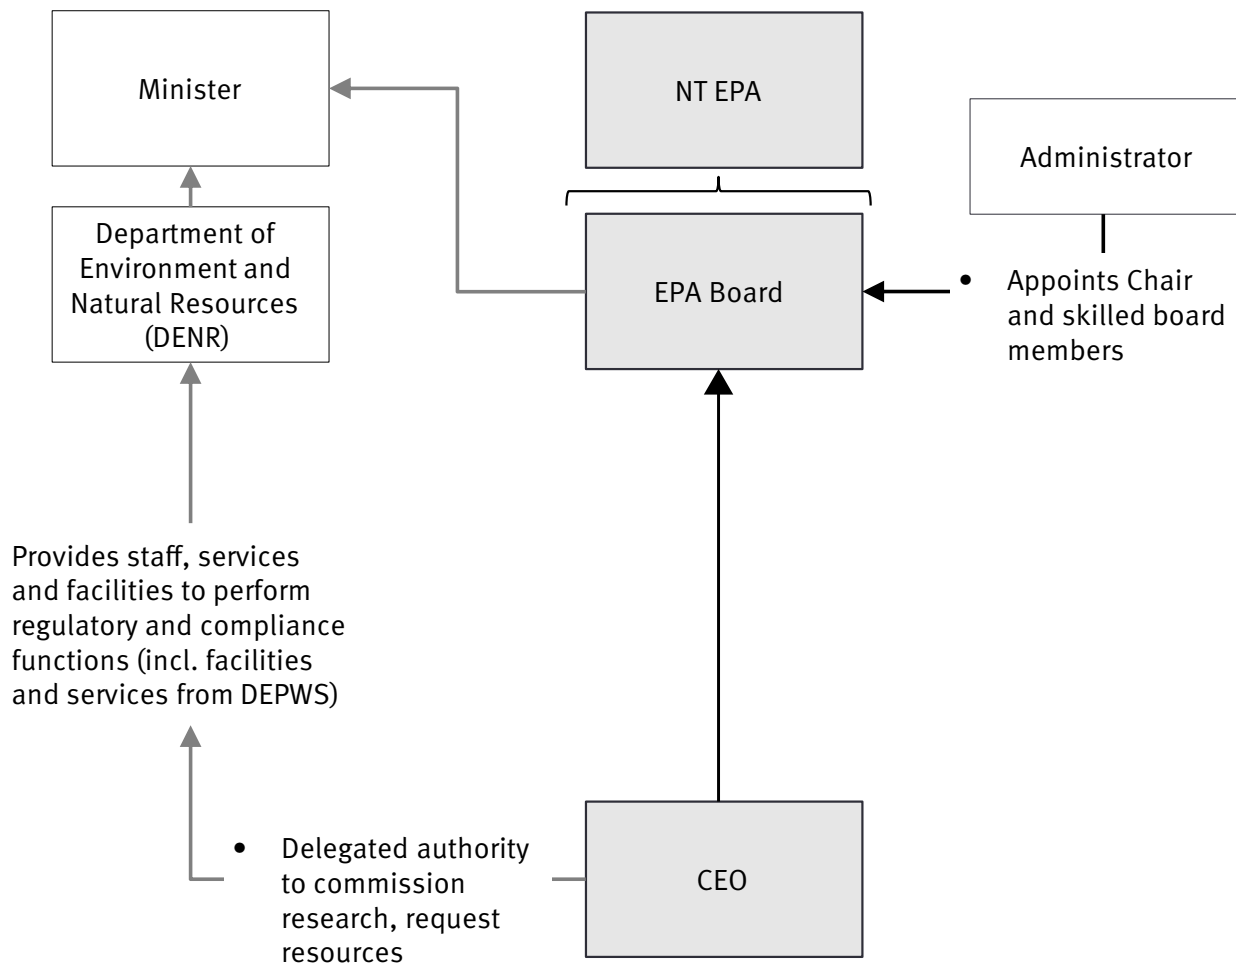 Minister
NT EPA
Administrator
Department of
Environment and
Natural Resources
(DENR)
EPA Board
• Appoints Chair
and skilled board
members
Provides staff, services
and facilities to perform
regulatory and compliance
functions (incl. facilities
and services from DEPWS)
• Delegated authority
to commission
research, request
resources
CEO